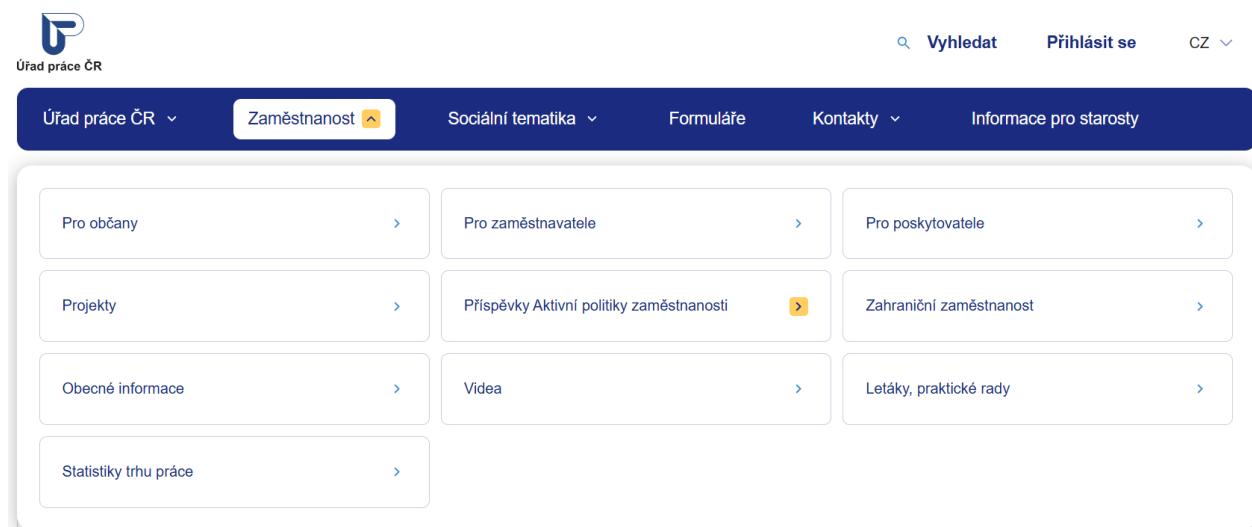 Úřad práce ČR
Vyhledat Přihlásit se CZ
Úřad práce ČR Zaměstnanost Sociální tematika Formuláře Kontakty Informace pro starosty
Pro občany Pro zaměstnavatele Pro poskytovatele
Projekty Příspěvky Aktivní politiky zaměstnanosti Zahraniční zaměstnanost
Obecné informace Videa Letáky, praktické rady
Statistiky trhu práce